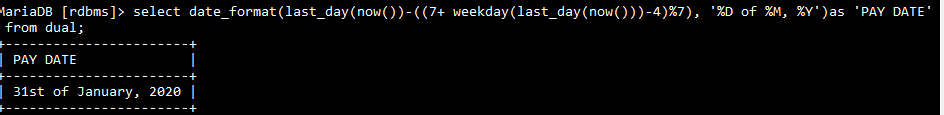 MariaDB [rdbms]> select date_format(last_day(now())-((7+ weekday(last_day(now()))-4)%7), '%D of %M, %Y')as 'PAY DATE'
from dual;
+-----------------------+
| PAY DATE |
+-----------------------+
| 31st of January, 2020 |
+-----------------------+